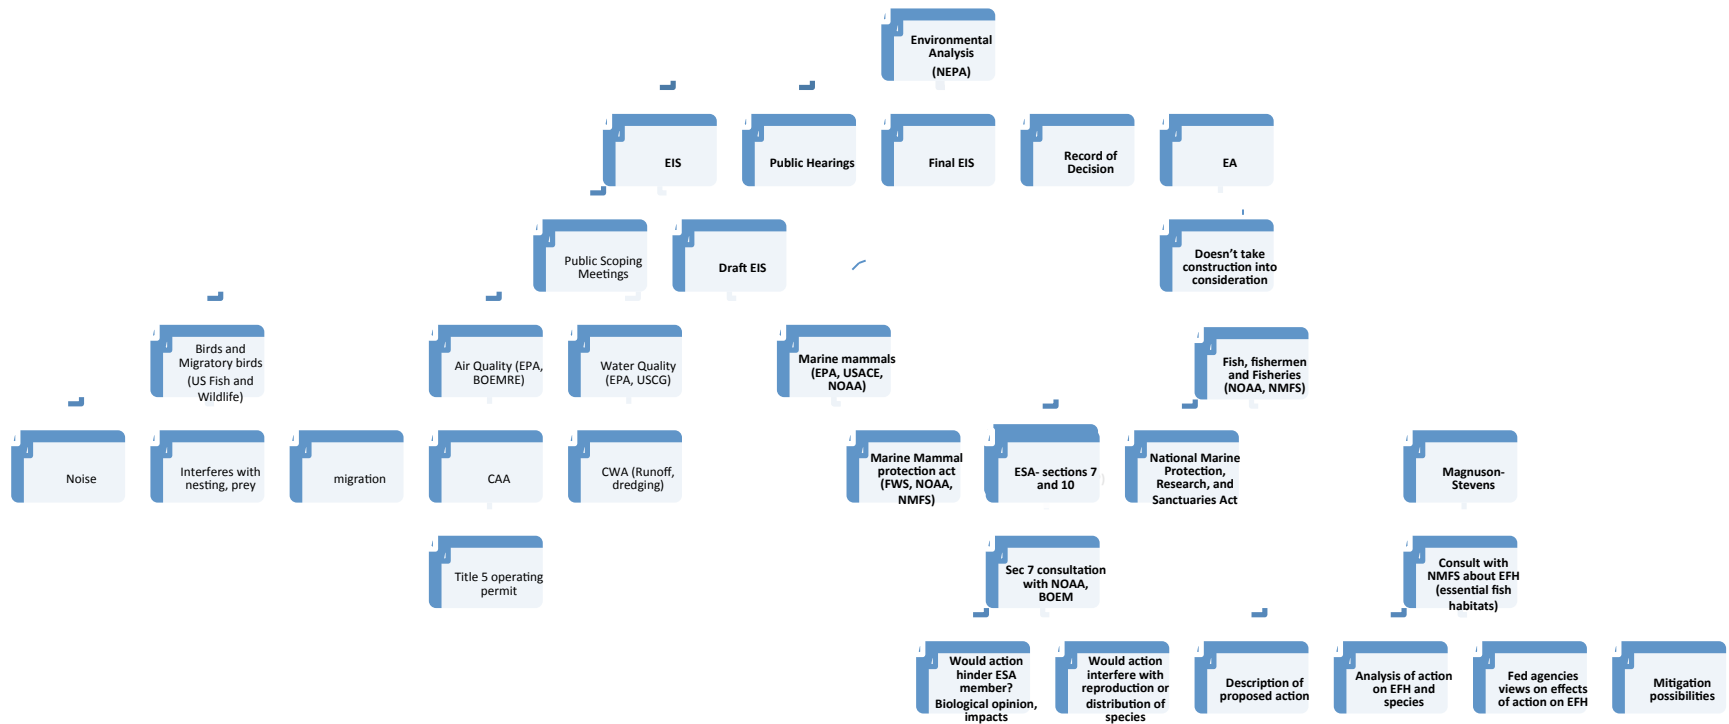 Environmental
Analysis
(NEPA)
EIS
Public Hearings
Final EIS
Record of
Decision
EA
Public Scoping
Meetings
Draft EIS
Doesn't take
construction into
consideration
Birds and
Migratory birds
(US Fish and
Wildlife)
Air Quality (EPA,
BOEMRE)
Water Quality
(EPA, USCG)
Marine mammals
(EPA, USACE,
NOAA)
Fish, fishermen
and Fisheries
(NOAA, NMFS)
Noise
Interferes with
nesting, prey
migration
CAA
CWA (Runoff,
dredging)
Marine Mammal
protection act
(FWS, NOAA,
NMFS)
ESA- sections 7
and 10
National Marine
Protection,
Research, and
Sanctuaries Act
Magnuson-
Stevens
Title 5 operating
permit
Sec 7 consultation
with NOAA,
BOEM
Consult with
NMFS about EFH
(essential fish
habitats)
Would action
hinder ESA
member?
Biological opinion,
impacts
Would action
interfere with
reproduction or
distribution of
species
Description of
proposed action
Analysis of action
on EFH and
species
Fed agencies
views on effects
of action on EFH
Mitigation
possibilities